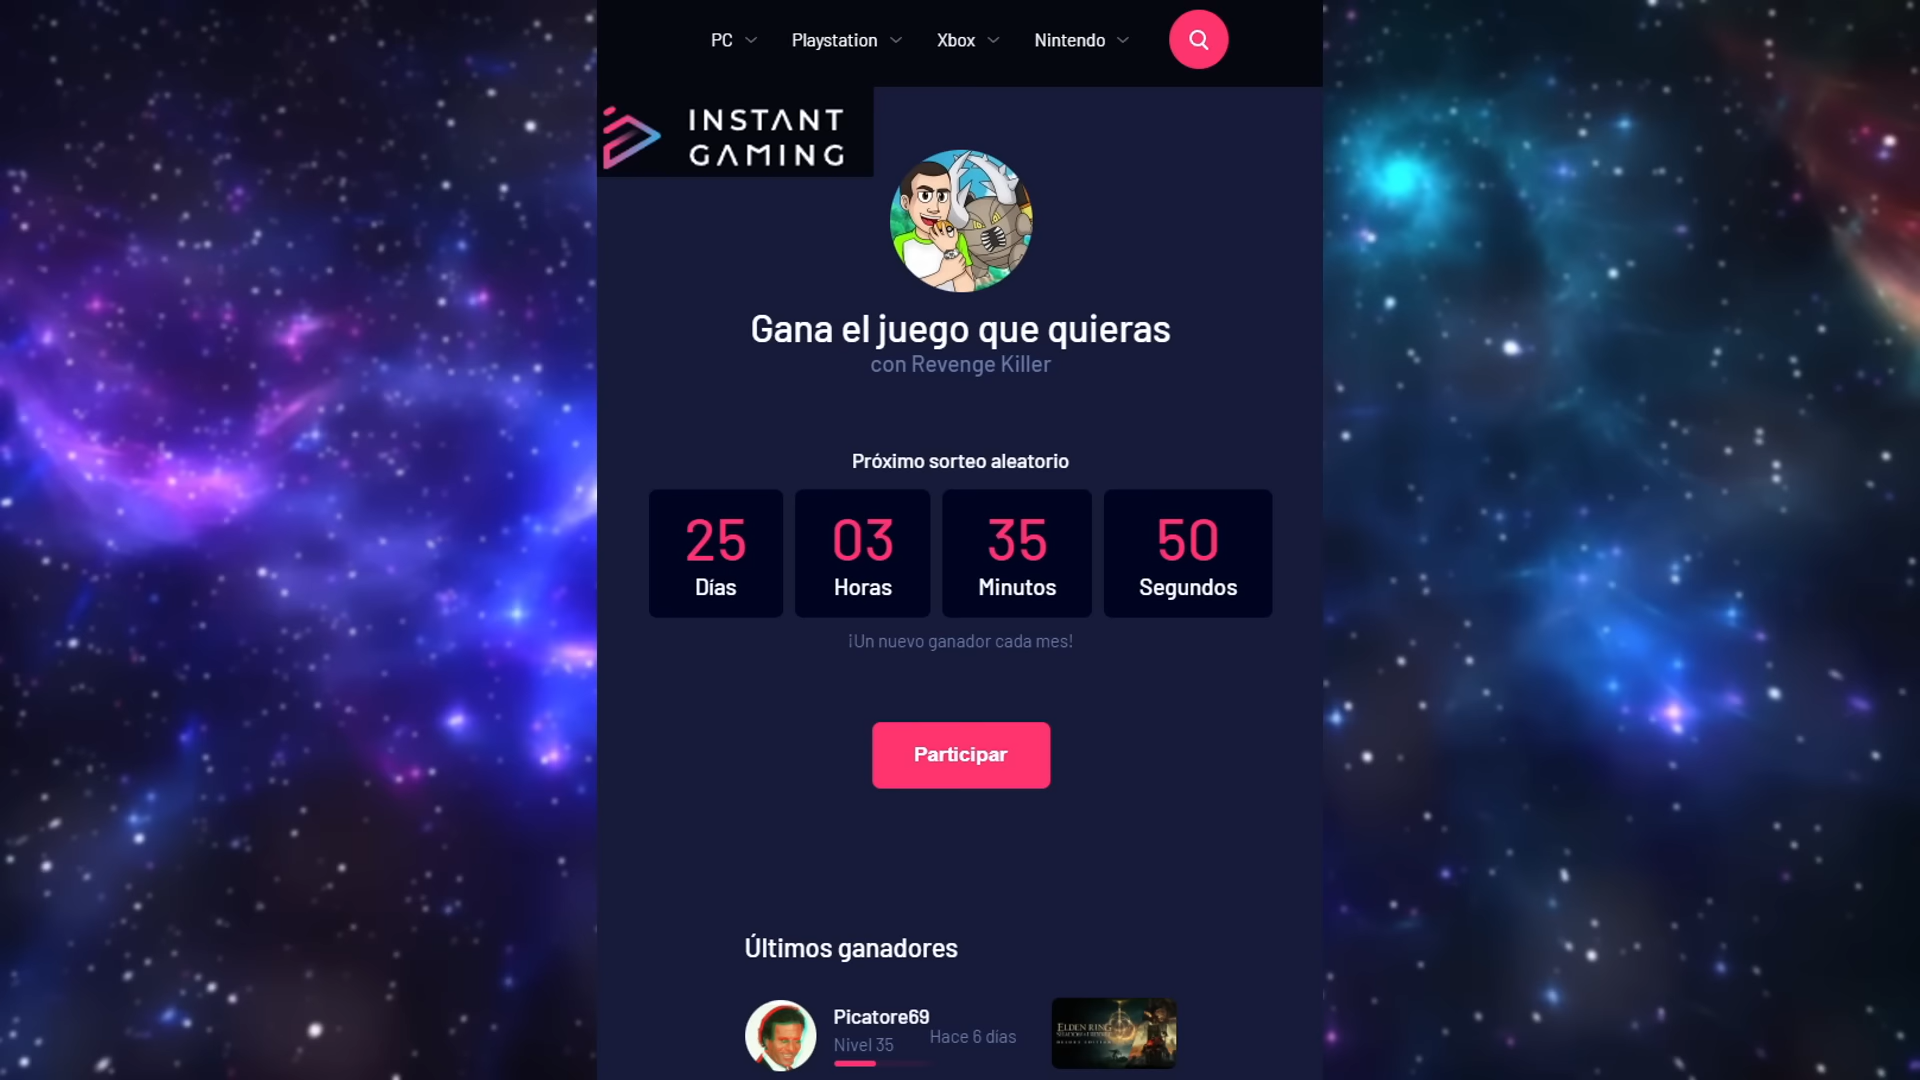 PC
Playstation
Xbox
Nintendo
INSTANT
GAMING
Gana el juego que quieras
con Revenge Killer
Próximo sorteo aleatorio
25
Días
03
Horas
35
Minutos
50
Segundos
¡Un nuevo ganador cada mes!
Participar
Últimos ganadores
Picatore69
Nivel 35
Hace 6 días
ELDEN RING